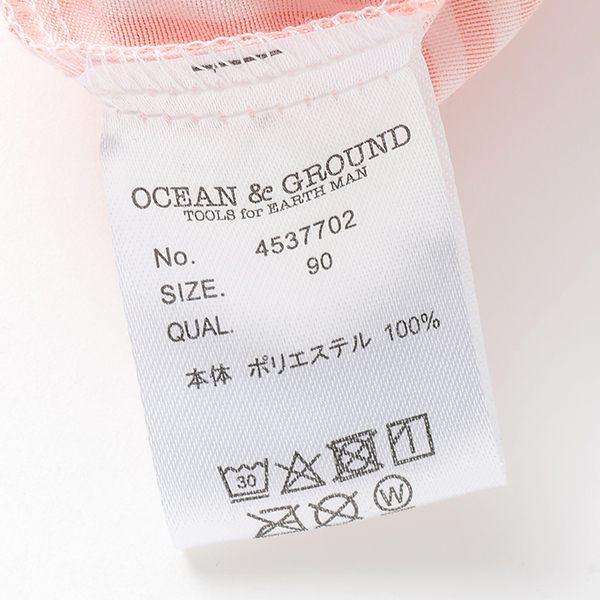 OCEAN & GROUND
TOOLS for EARTH MAN
No. 4537702
SIZE. 90
QUAL.
本体 ポリエステル 100%
30
W